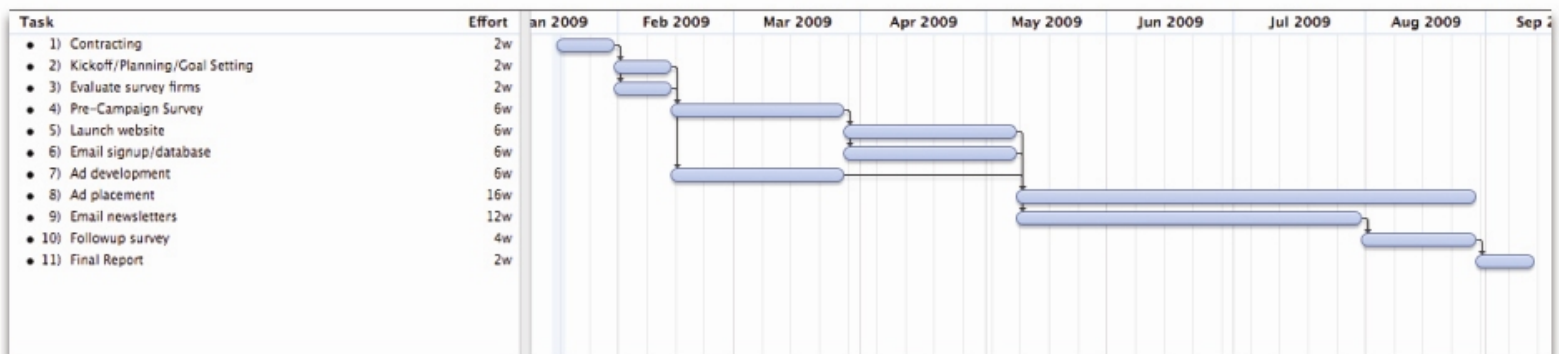 Task Effort an 2009 Feb 2009 Mar 2009 Apr 2009 May 2009 Jun 2009 Jul 2009 Aug 2009 Sep 2
• 1) Contracting 2w
• 2) Kickoff/Planning/Goal Setting 2w
• 3) Evaluate survey firms 2w
• 4) Pre-Campaign Survey 6w
• 5) Launch website 6w
• 6) Email signup/database 6w
• 7) Ad development 6w
• 8) Ad placement 16w
• 9) Email newsletters 12w
• 10) Followup survey 4w
• 11) Final Report 2w